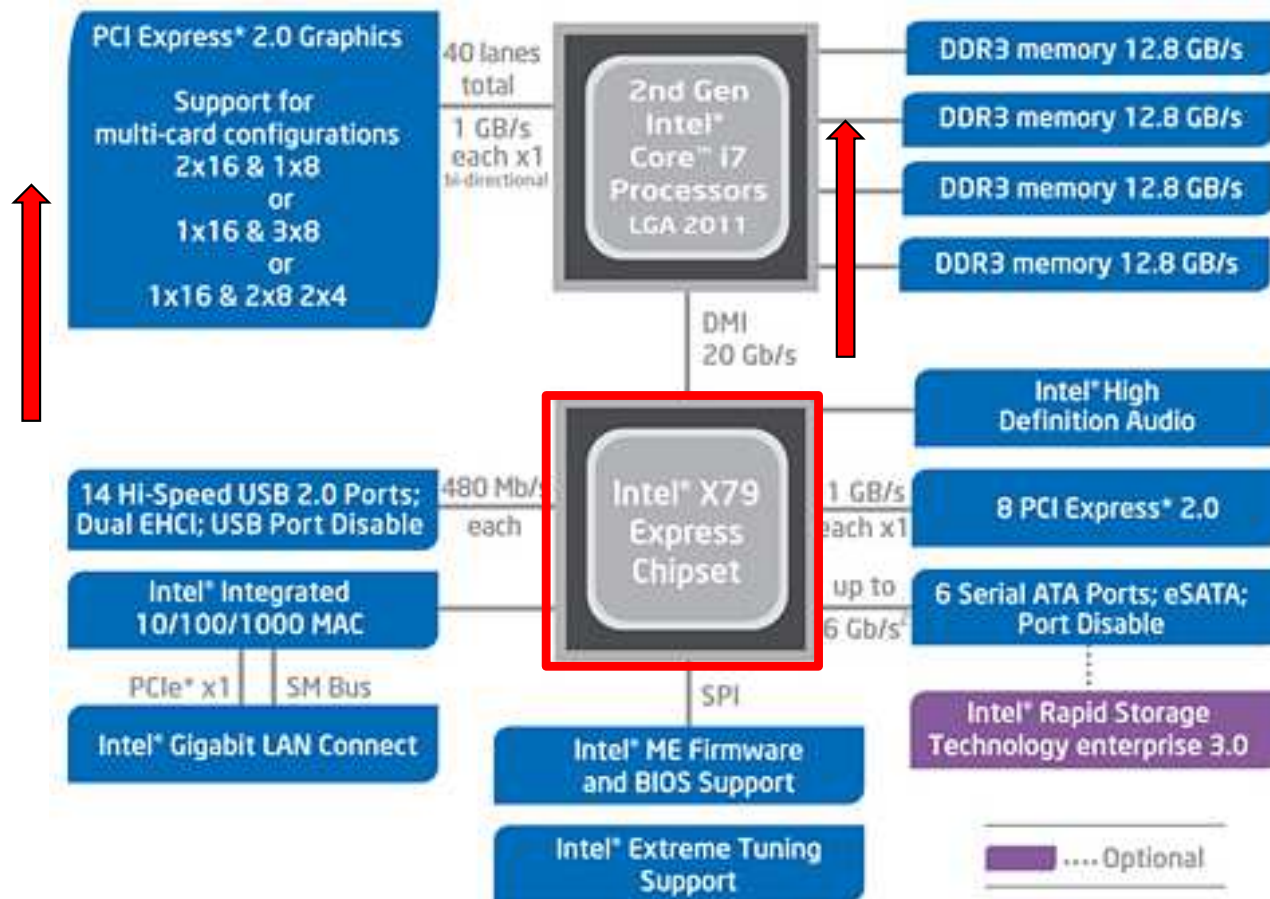 PCI Express* 2.0 Graphics
Support for
multi-card configurations
2x16 & 1x8
or
1x16 & 3x8
or
1x16 & 2x8 2x4
40 lanes
total
1 GB/s
each x1
bi-directional
2nd Gen
Intel®
Core™ i7
Processors
LGA 2011
DDR3 memory 12.8 GB/s
DDR3 memory 12.8 GB/s
DDR3 memory 12.8 GB/s
DDR3 memory 12.8 GB/s
DMI
20 Gb/s
Intel® High
Definition Audio
14 Hi-Speed USB 2.0 Ports;
Dual EHCI; USB Port Disable
480 Mb/s
each
Intel® X79
Express
Chipset
1 GB/s
each x1
8 PCI Express* 2.0
Intel® Integrated
10/100/1000 MAC
up to
6 Gb/s²
6 Serial ATA Ports; eSATA;
Port Disable
PCIe* x1
SM Bus
SPI
Intel® Gigabit LAN Connect
Intel® ME Firmware
and BIOS Support
Intel® Rapid Storage
Technology enterprise 3.0
Intel® Extreme Tuning
Support
.... Optional